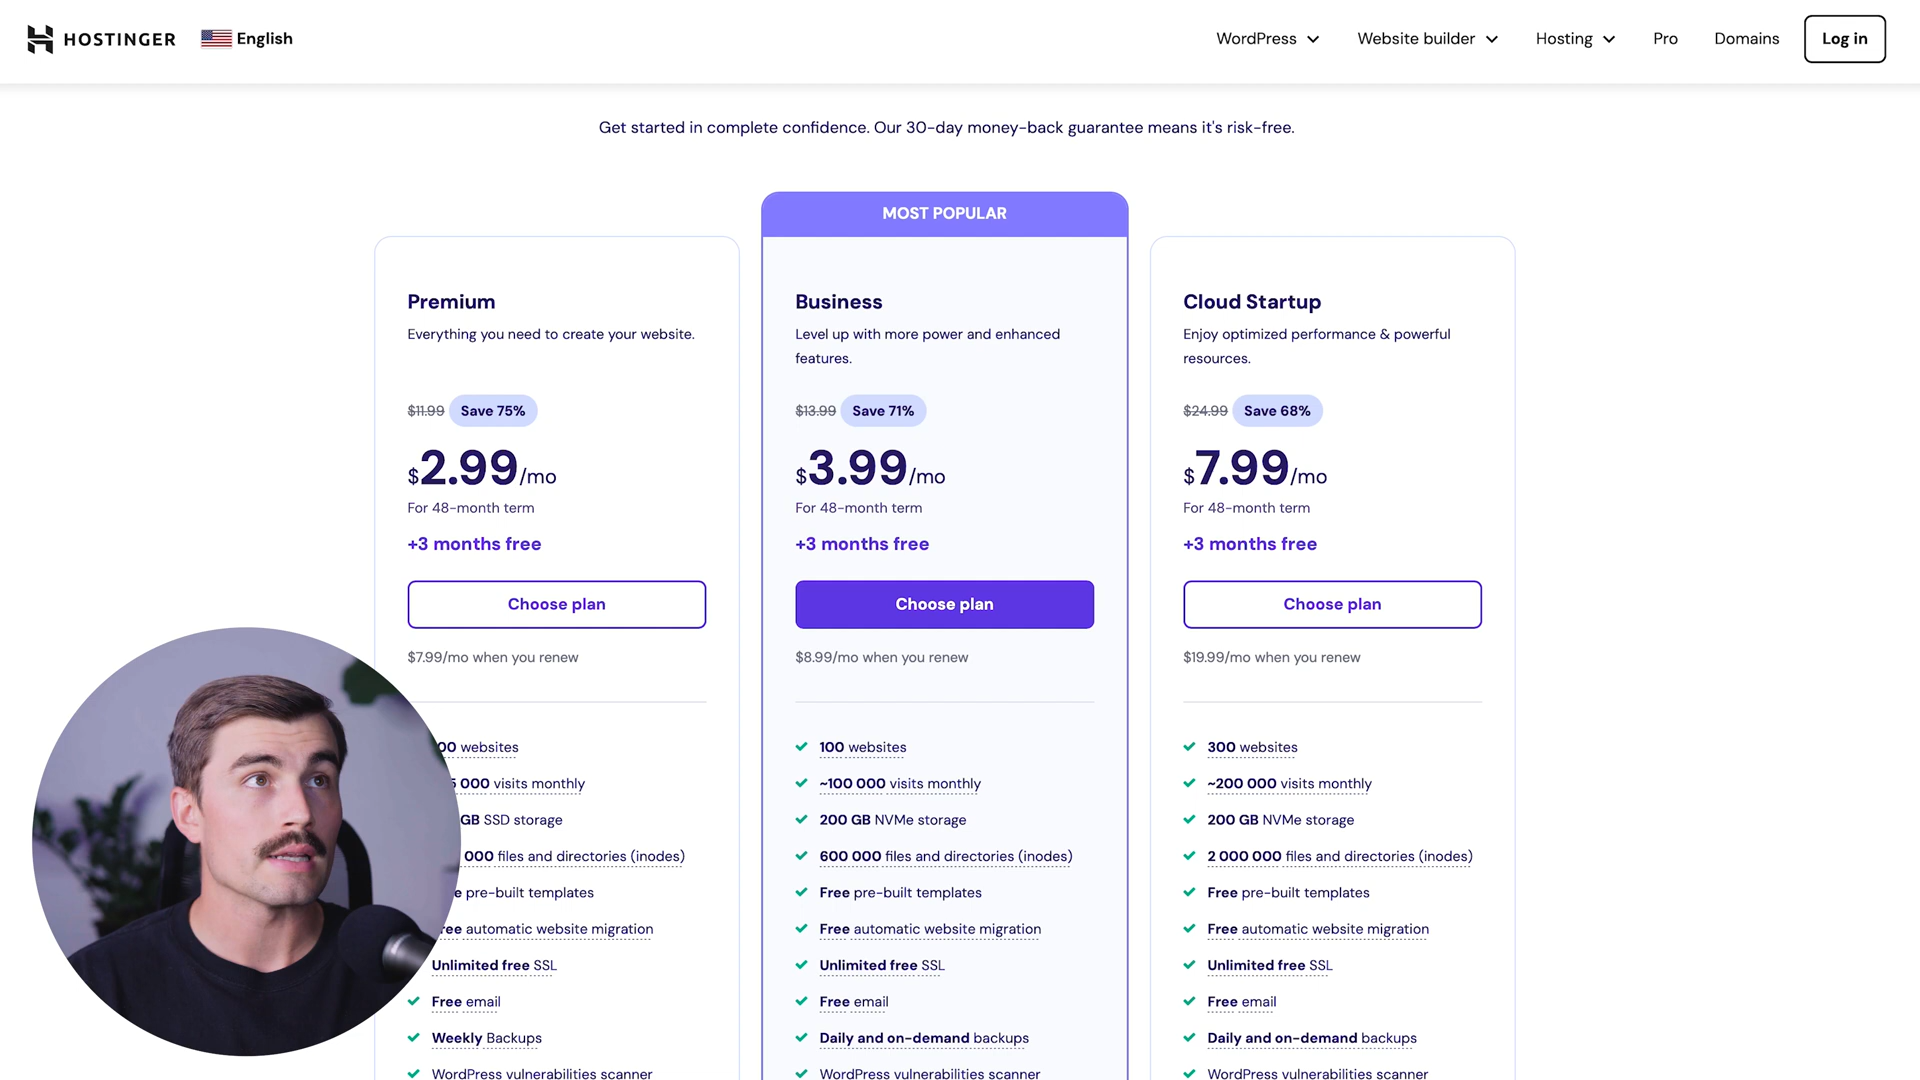 HOSTINGER
English
WordPress
Website builder
Hosting
Pro
Domains
Log in
Get started in complete confidence. Our 30-day money-back guarantee means it's risk-free.
MOST POPULAR
Premium
Everything you need to create your website.
$11.99 Save 75%
$2.99/mo
For 48-month term
+3 months free
Choose plan
$7.99/mo when you renew
websites
000 visits monthly
GB SSD storage
000 files and directories (inodes)
pre-built templates
automatic website migration
Unlimited free SSL
Free email
Weekly Backups
WordPress vulnerabilities scanner
Business
Level up with more power and enhanced
features.
$13.99 Save 71%
$3.99/mo
For 48-month term
+3 months free
Choose plan
$8.99/mo when you renew
100 websites
~100 000 visits monthly
200 GB NVMe storage
600 000 files and directories (inodes)
Free pre-built templates
Free automatic website migration
Unlimited free SSL
Free email
Daily and on-demand backups
WordPress vulnerabilities scanner
Cloud Startup
Enjoy optimized performance & powerful
resources.
$24.99 Save 68%
$7.99/mo
For 48-month term
+3 months free
Choose plan
$19.99/mo when you renew
300 websites
~200 000 visits monthly
200 GB NVMe storage
2 000 000 files and directories (inodes)
Free pre-built templates
Free automatic website migration
Unlimited free SSL
Free email
Daily and on-demand backups
WordPress vulnerabilities scanner